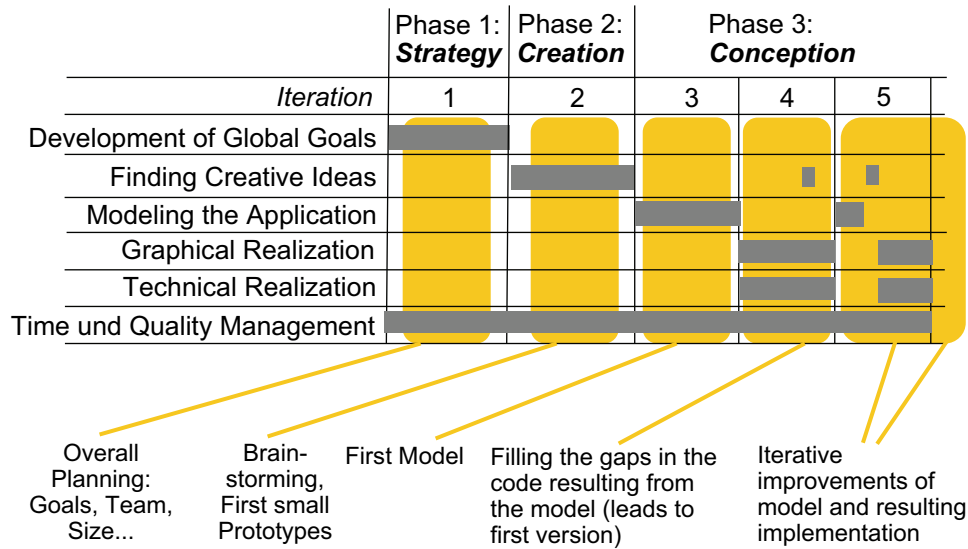 Phase 1:
Strategy
Phase 2:
Creation
Phase 3:
Conception
Iteration 1 2 3 4 5
Development of Global Goals
Finding Creative Ideas
Modeling the Application
Graphical Realization
Technical Realization
Time und Quality Management
Overall
Planning:
Goals, Team,
Size...
Brain-
storming,
First small
Prototypes
First Model
Filling the gaps in the
code resulting from
the model (leads to
first version)
Iterative
improvements of
model and resulting
implementation